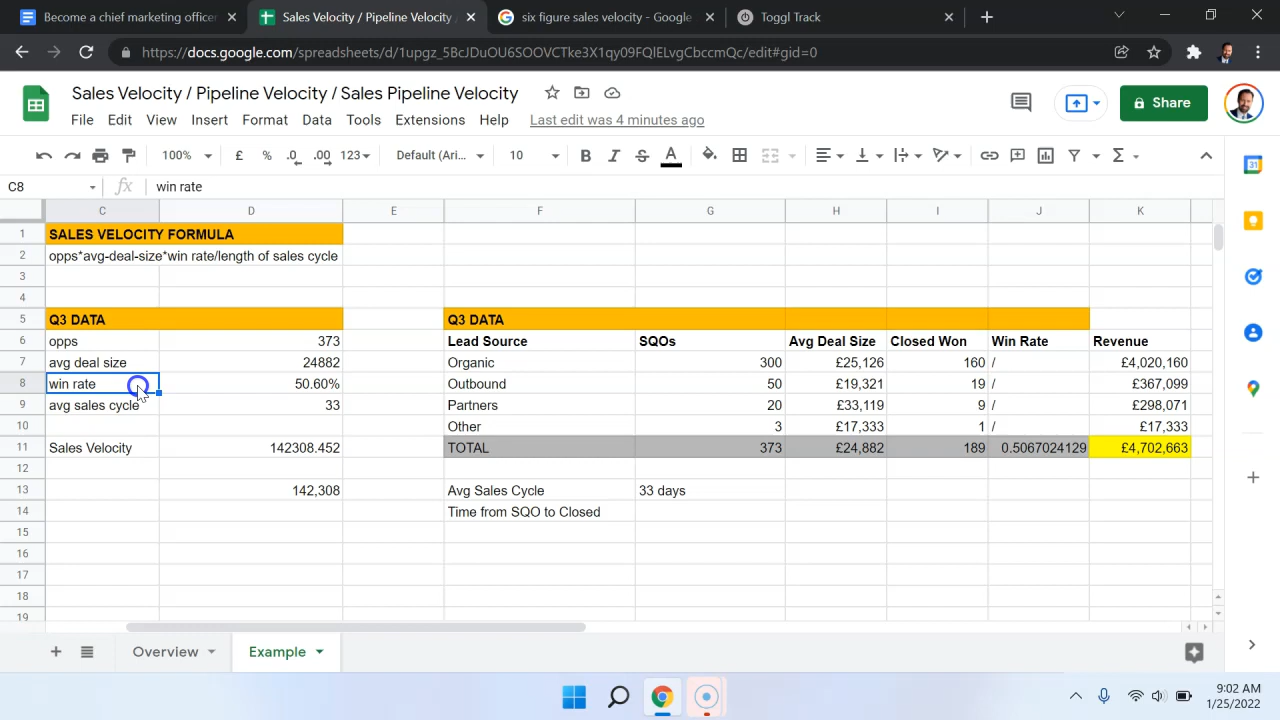 Become a chief marketing officer
Sales Velocity / Pipeline Velocity
six figure sales velocity - Google
Toggl Track
https://docs.google.com/spreadsheets/d/1upgz_5BcJDuOU6SOOVCTke3X1qy09FQlELvgCbccmQc/edit#gid=0
Sales Velocity / Pipeline Velocity / Sales Pipeline Velocity
File Edit View Insert Format Data Tools Extensions Help Last edit was 4 minutes ago
Share
100% £ % .0 .00 123 Default (Ari... 10 B I S A Σ
C8 fx win rate
C D E F G H I J K
1 SALES VELOCITY FORMULA
2 opps*avg-deal-size*win rate/length of sales cycle
3
4
5 Q3 DATA Q3 DATA
6 opps 373 Lead Source SQOs Avg Deal Size Closed Won Win Rate Revenue
7 avg deal size 24882 Organic 300 £25,126 160 / £4,020,160
8 win rate 50.60% Outbound 50 £19,321 19 / £367,099
9 avg sales cycle 33 Partners 20 £33,119 9 / £298,071
10 Other 3 £17,333 1 / £17,333
11 Sales Velocity 142308.452 TOTAL 373 £24,882 189 0.5067024129 £4,702,663
12
13 142,308 Avg Sales Cycle 33 days
14 Time from SQO to Closed
15
16
17
18
19
Overview Example
31
9:02 AM
1/25/2022